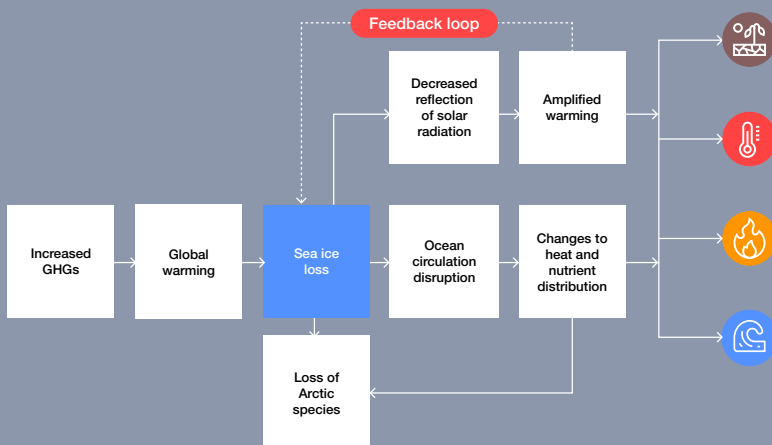 Feedback loop
Decreased
reflection
of solar
radiation
Amplified
warming
Increased
GHGs
Global
warming
Sea ice
loss
Ocean
circulation
disruption
Changes to
heat and
nutrient
distribution
Loss of
Arctic
species